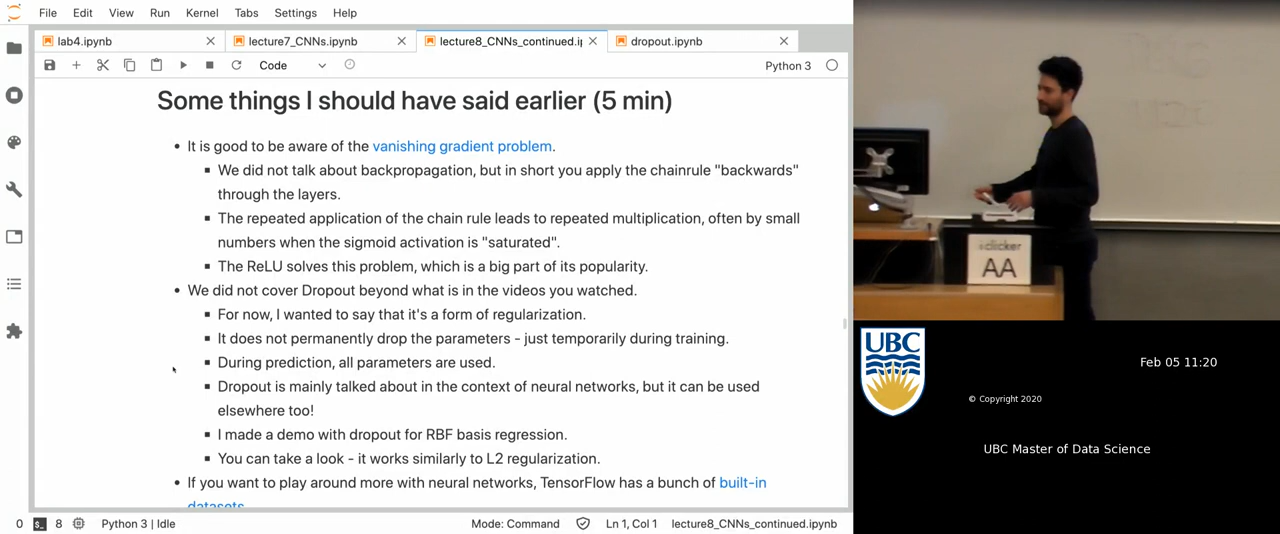 File Edit View Run Kernel Tabs Settings Help
lab4.ipynb lecture7_CNNs.ipynb lecture8_CNNs_continued.i dropout.ipynb
Code Python 3
Some things I should have said earlier (5 min)
It is good to be aware of the vanishing gradient problem.
We did not talk about backpropagation, but in short you apply the chainrule "backwards"
through the layers.
The repeated application of the chain rule leads to repeated multiplication, often by small
numbers when the sigmoid activation is "saturated".
The ReLU solves this problem, which is a big part of its popularity.
We did not cover Dropout beyond what is in the videos you watched.
For now, I wanted to say that it's a form of regularization.
It does not permanently drop the parameters - just temporarily during training.
During prediction, all parameters are used.
Dropout is mainly talked about in the context of neural networks, but it can be used
elsewhere too!
I made a demo with dropout for RBF basis regression.
You can take a look - it works similarly to L2 regularization.
If you want to play around more with neural networks, TensorFlow has a bunch of built-in
datasets
0 8 Python 3 | Idle Mode: Command Ln 1, Col 1 lecture8_CNNs_continued.ipynb
iclicker
AA
UBC
Feb 05 11:20
© Copyright 2020
UBC Master of Data Science